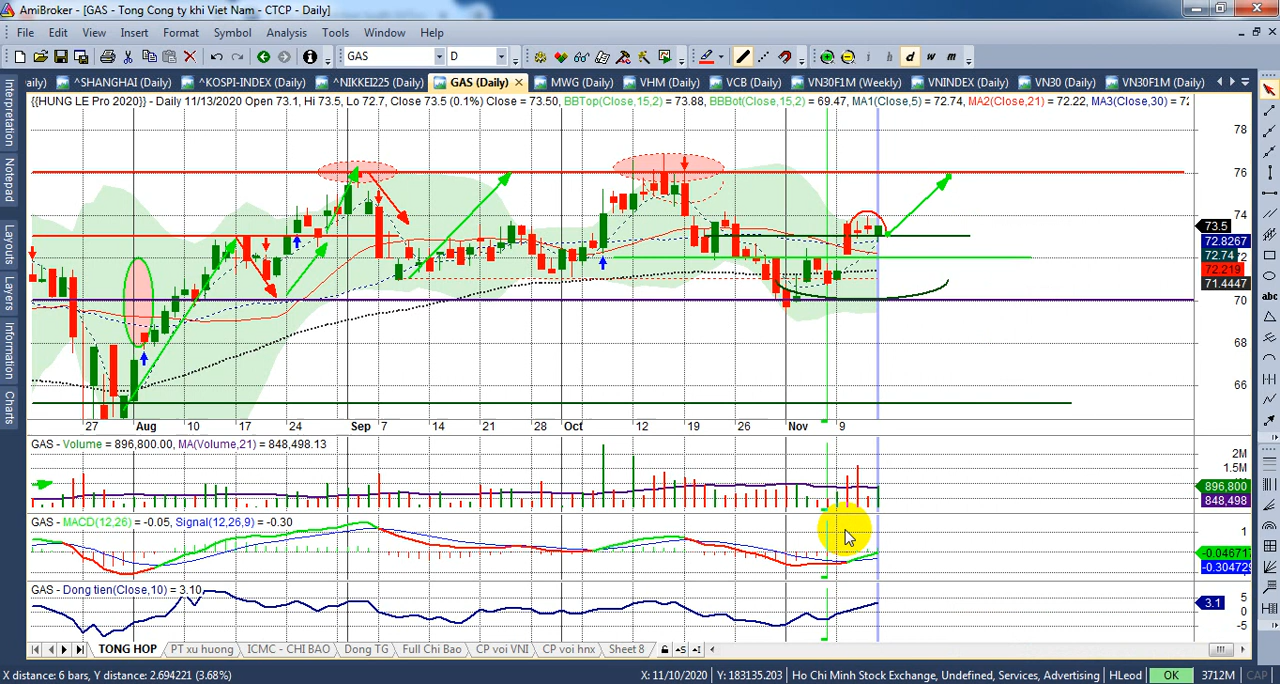 AmiBroker - [GAS - Tong Cong ty khi Viet Nam - CTCP - Daily]
File Edit View Insert Format Symbol Analysis Tools Window Help
GAS D i h d w m
aily) ^SHANGHAI (Daily) ^KOSPI-INDEX (Daily) ^NIKKEI225 (Daily) GAS (Daily) MWG (Daily) VHM (Daily) VCB (Daily) VN30F1M (Weekly) VNINDEX (Daily) VN30 (Daily) VN30F1M (Daily)
{{HUNG LE Pro 2020}} - Daily 11/13/2020 Open 73.1, Hi 73.5, Lo 72.7, Close 73.5 (0.1%) Close = 73.50, BBTop(Close,15,2) = 73.88, BBBot(Close,15,2) = 69.47, MA1(Close,5) = 72.74, MA2(Close,21) = 72.22, MA3(Close,30) = 72
Interpretation
Notepad
Layouts
Layers
Information
Charts
abc
78
76
74
73.5
72.8267
72.74
72.219
71.4447
70
68
66
27 Aug 10 17 24 Sep 7 14 21 28 Oct 12 19 26 Nov 9
GAS - Volume = 896,800.00, MA(Volume,21) = 848,498.13
2M
1.5M
896,800
848,498
GAS - MACD(12,26) = -0.05, Signal(12,26,9) = -0.30
1
-0.046717
-0.304729
GAS - Dong tien(Close,10) = 3.10
5
3.1
0
-5
TONG HOP PT xu huong ICMC - CHI BAO Dong TG Full Chi Bao CP voi VNI CP voi hnx Sheet 8
X distance: 6 bars, Y distance: 2.694221 (3.68%) X: 11/10/2020 Y: 183135.203 Ho Chi Minh Stock Exchange, Undefined, Services, Advertising HLeod OK 3712M CAP